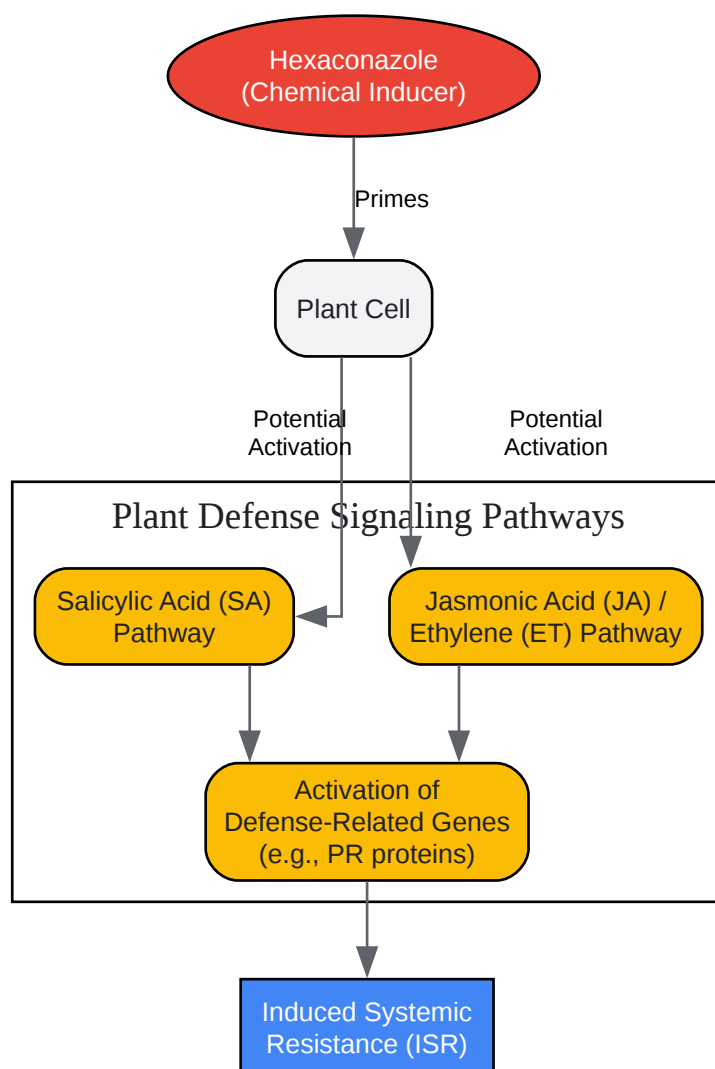 Hexaconazole
(Chemical Inducer)
Primes
Plant Cell
Potential
Activation
Potential
Activation
Plant Defense Signaling Pathways
Salicylic Acid (SA)
Pathway
Jasmonic Acid (JA) /
Ethylene (ET) Pathway
Activation of
Defense-Related Genes
(e.g., PR proteins)
Induced Systemic
Resistance (ISR)